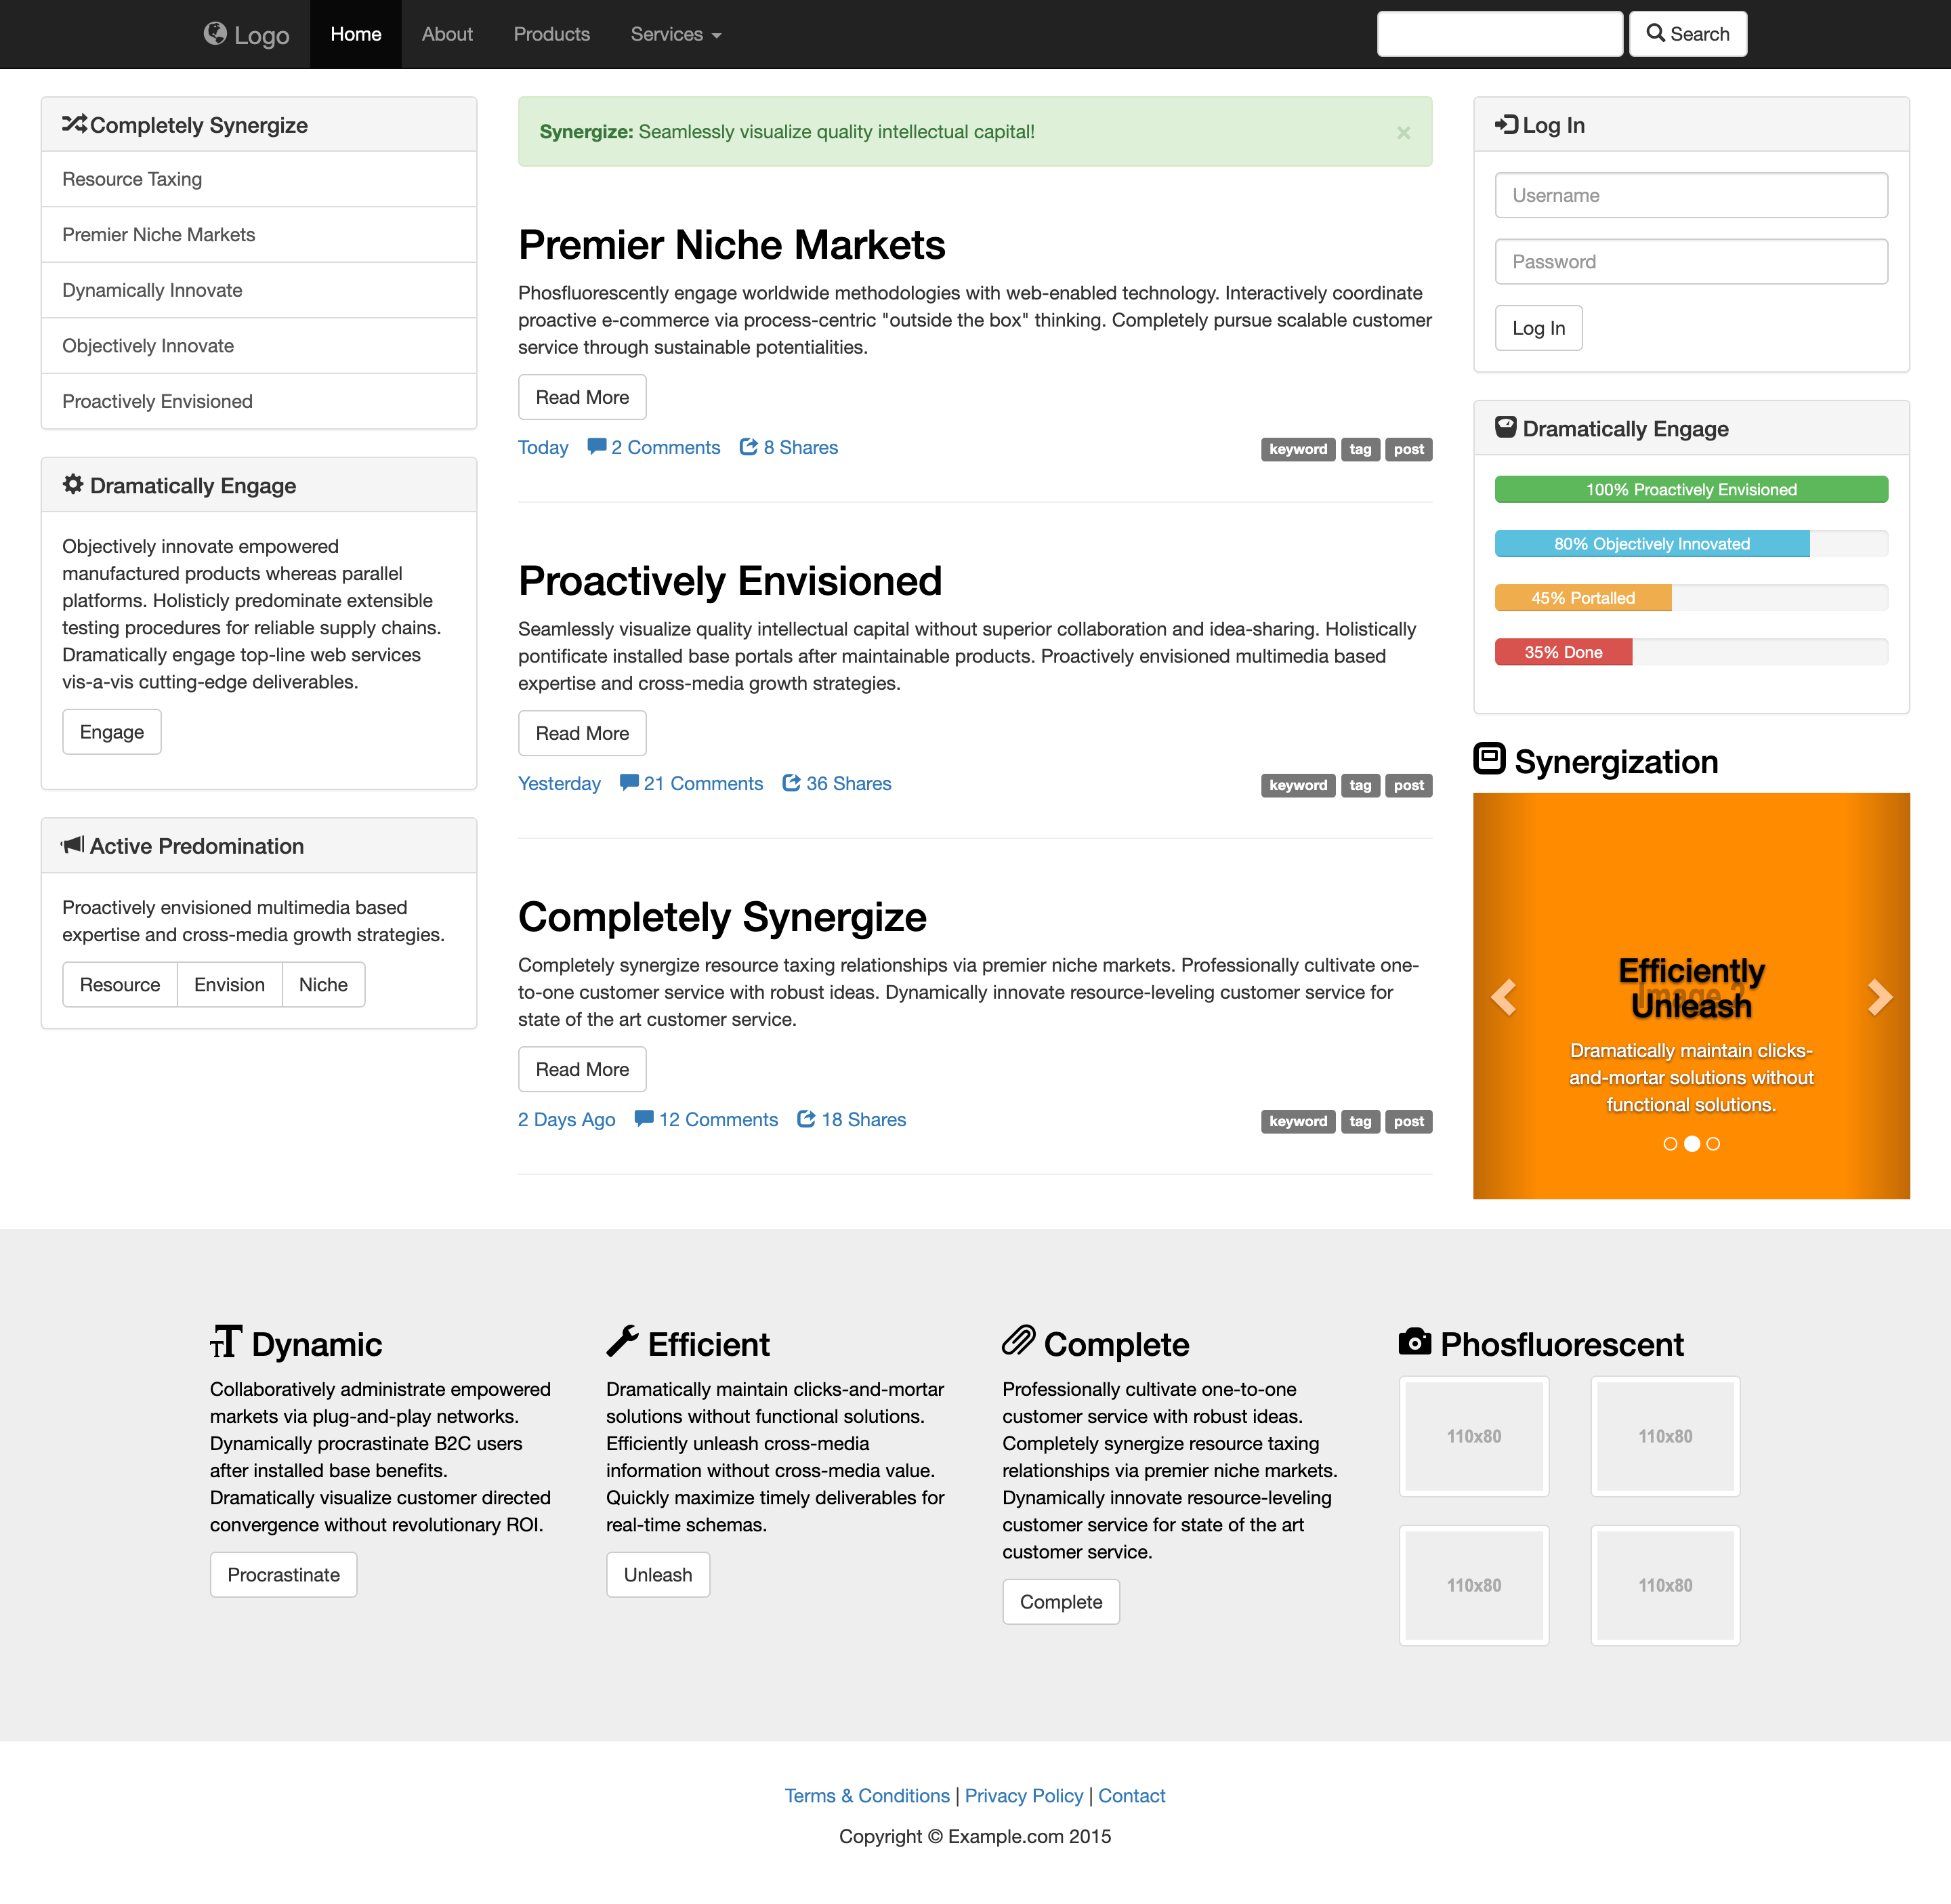 Logo Home About Products Services Search
Completely Synergize
Resource Taxing
Premier Niche Markets
Dynamically Innovate
Objectively Innovate
Proactively Envisioned
Dramatically Engage
Objectively innovate empowered
manufactured products whereas parallel
platforms. Holisticly predominate extensible
testing procedures for reliable supply chains.
Dramatically engage top-line web services
vis-a-vis cutting-edge deliverables.
Engage
Active Predomination
Proactively envisioned multimedia based
expertise and cross-media growth strategies.
Resource Envision Niche
Synergize: Seamlessly visualize quality intellectual capital! ×
Premier Niche Markets
Phosfluorescently engage worldwide methodologies with web-enabled technology. Interactively coordinate
proactive e-commerce via process-centric "outside the box" thinking. Completely pursue scalable customer
service through sustainable potentialities.
Read More
Today 2 Comments 8 Shares keyword tag post
Proactively Envisioned
Seamlessly visualize quality intellectual capital without superior collaboration and idea-sharing. Holistically
pontificate installed base portals after maintainable products. Proactively envisioned multimedia based
expertise and cross-media growth strategies.
Read More
Yesterday 21 Comments 36 Shares keyword tag post
Completely Synergize
Completely synergize resource taxing relationships via premier niche markets. Professionally cultivate one-
to-one customer service with robust ideas. Dynamically innovate resource-leveling customer service for
state of the art customer service.
Read More
2 Days Ago 12 Comments 18 Shares keyword tag post
Log In
Username
Password
Log In
Dramatically Engage
100% Proactively Envisioned
80% Objectively Innovated
45% Portalled
35% Done
Synergization
Efficiently
Unleash
Dramatically maintain clicks-
and-mortar solutions without
functional solutions.
Dynamic
Collaboratively administrate empowered
markets via plug-and-play networks.
Dynamically procrastinate B2C users
after installed base benefits.
Dramatically visualize customer directed
convergence without revolutionary ROI.
Procrastinate
Efficient
Dramatically maintain clicks-and-mortar
solutions without functional solutions.
Efficiently unleash cross-media
information without cross-media value.
Quickly maximize timely deliverables for
real-time schemas.
Unleash
Complete
Professionally cultivate one-to-one
customer service with robust ideas.
Completely synergize resource taxing
relationships via premier niche markets.
Dynamically innovate resource-leveling
customer service for state of the art
customer service.
Complete
Phosfluorescent
110x80 110x80
110x80 110x80
Terms & Conditions | Privacy Policy | Contact
Copyright © Example.com 2015